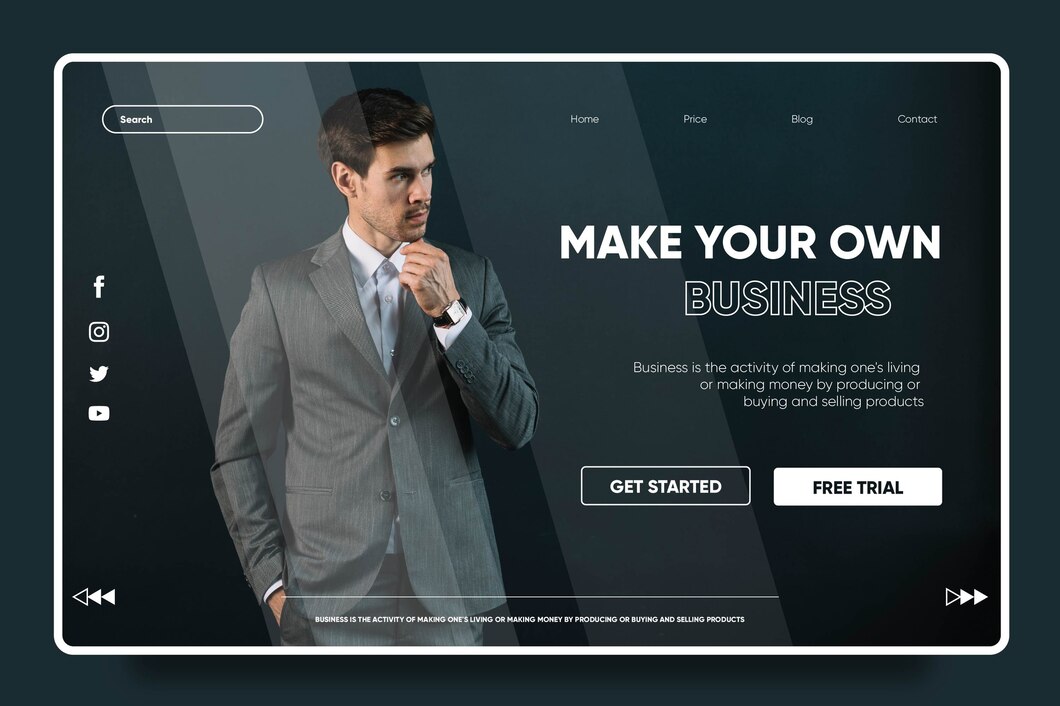 Search
Home
Price
Blog
Contact
MAKE YOUR OWN
BUSINESS
Business is the activity of making one's living
or making money by producing or
buying and selling products
GET STARTED
FREE TRIAL
BUSINESS IS THE ACTIVITY OF MAKING ONE'S LIVING OR MAKING MONEY BY PRODUCING OR BUYING AND SELLING PRODUCTS